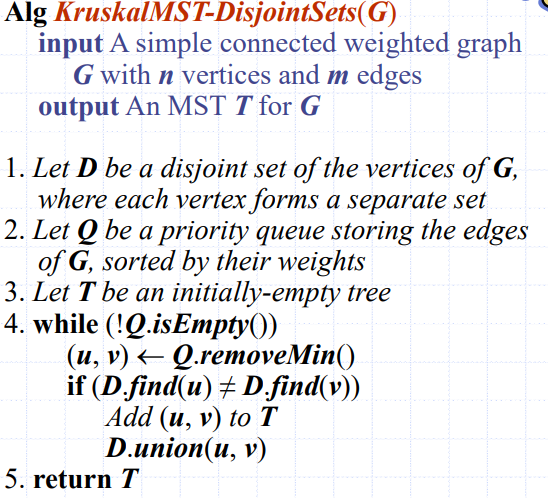 Alg KruskalMST-DisjointSets(G)
input A simple connected weighted graph
G with n vertices and m edges
output An MST T for G
1. Let D be a disjoint set of the vertices of G,
where each vertex forms a separate set
2. Let Q be a priority queue storing the edges
of G, sorted by their weights
3. Let T be an initially-empty tree
4. while (!Q.isEmpty())
(u, v) ← Q.removeMin()
if (D.find(u) ≠ D.find(v))
Add (u, v) to T
D.union(u, v)
5. return T